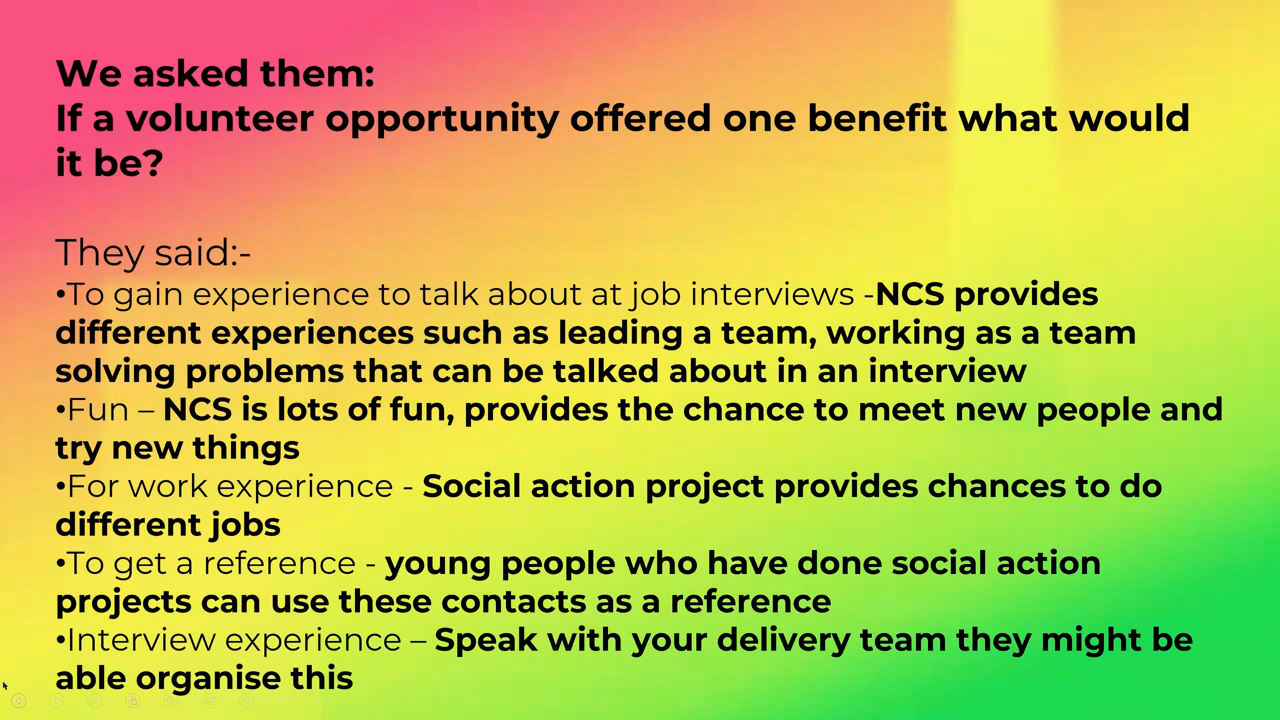 We asked them:
If a volunteer opportunity offered one benefit what would
it be?
They said:-
•To gain experience to talk about at job interviews -NCS provides
different experiences such as leading a team, working as a team
solving problems that can be talked about in an interview
•Fun – NCS is lots of fun, provides the chance to meet new people and
try new things
•For work experience - Social action project provides chances to do
different jobs
•To get a reference - young people who have done social action
projects can use these contacts as a reference
•Interview experience – Speak with your delivery team they might be
able organise this